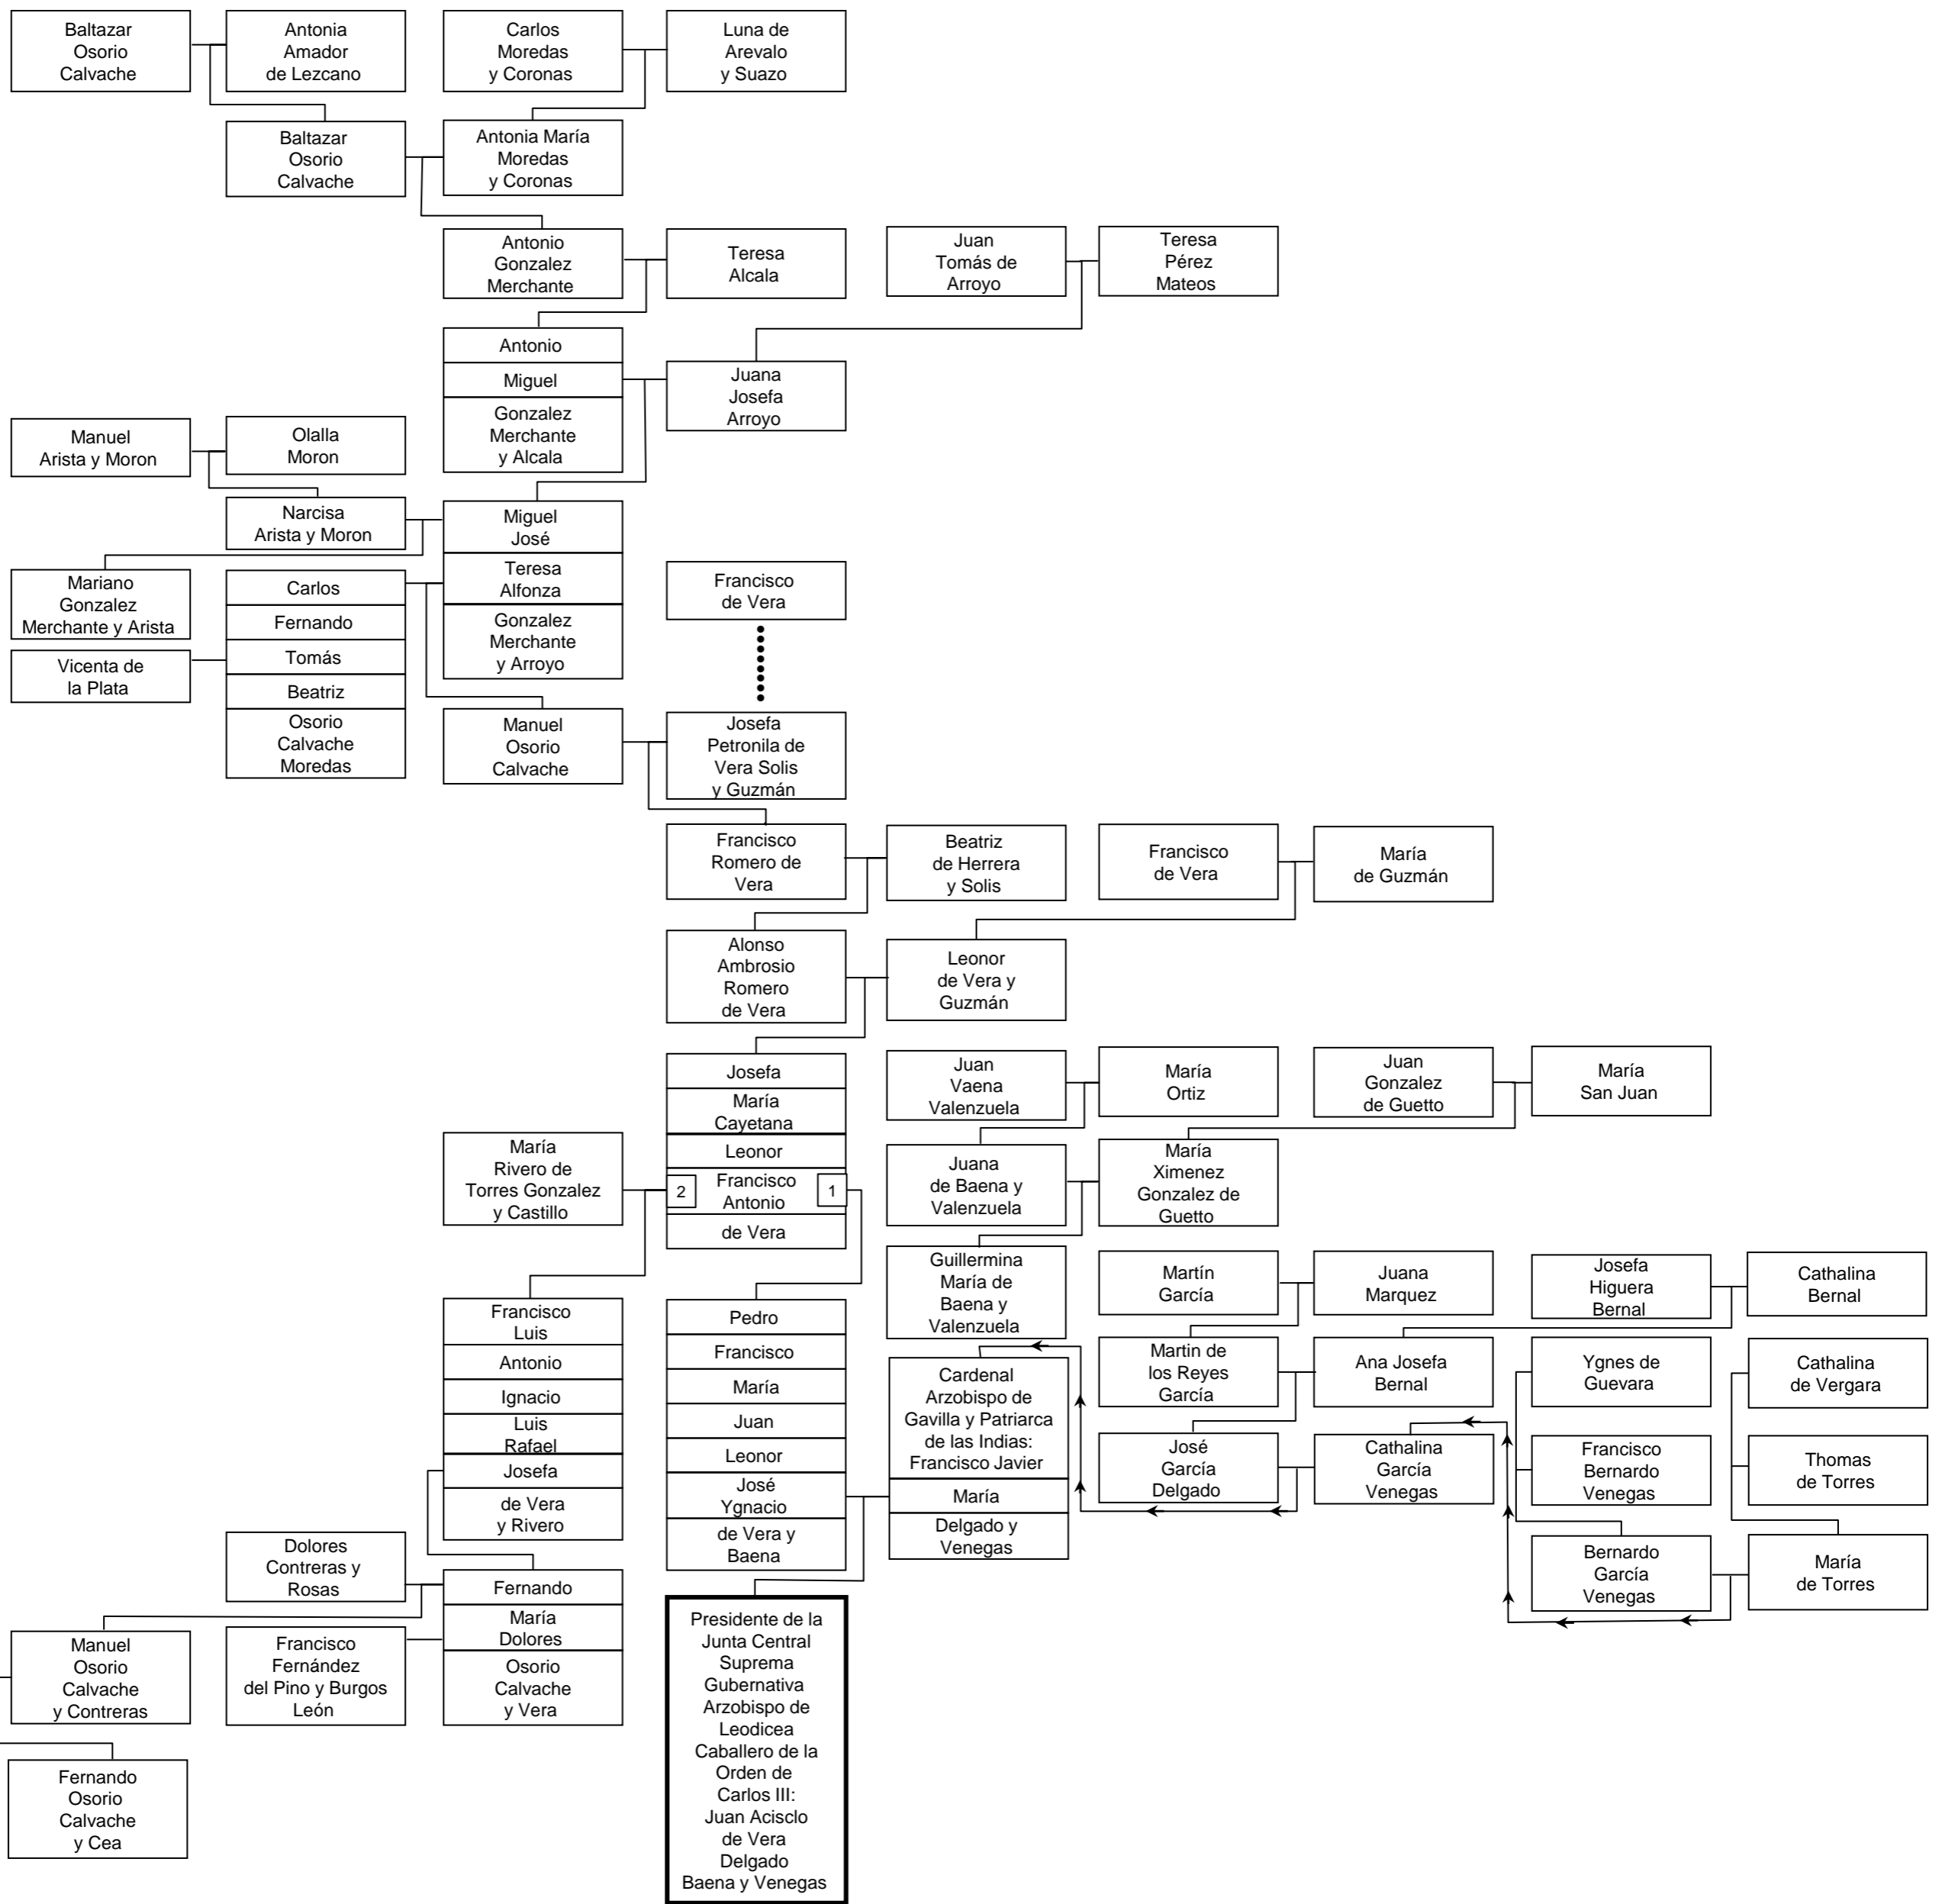 Baltazar
Osorio
Calvache
Antonia
Amador
de Lezcano
Carlos
Moredas
y Coronas
Luna de
Arevalo
y Suazo
Baltazar
Osorio
Calvache
Antonia María
Moredas
y Coronas
Antonio
Gonzalez
Merchante
Teresa
Alcala
Juan
Tomás de
Arroyo
Teresa
Pérez
Mateos
Antonio
Miguel
Gonzalez
Merchante
y Alcala
Juana
Josefa
Arroyo
Manuel
Arista y Moron
Olalla
Moron
Narcisa
Arista y Moron
Miguel
José
Teresa
Alfonza
Gonzalez
Merchante
y Arroyo
Mariano
Gonzalez
Merchante y Arista
Vicenta de
la Plata
Carlos
Fernando
Tomás
Beatriz
Osorio
Calvache
Moredas
Francisco
de Vera
Manuel
Osorio
Calvache
Josefa
Petronila de
Vera Solis
y Guzmán
Francisco
Romero de
Vera
Beatriz
de Herrera
y Solis
Francisco
de Vera
María
de Guzmán
Alonso
Ambrosio
Romero
de Vera
Leonor
de Vera y
Guzmán
Josefa
María
Cayetana
Leonor
2
Francisco
Antonio
1
de Vera
María
Rivero de
Torres Gonzalez
y Castillo
Juan
Vaena
Valenzuela
María
Ortiz
Juan
Gonzalez
de Guetto
María
San Juan
Juana
de Baena y
Valenzuela
María
Ximenez
Gonzalez de
Guetto
Guillermina
María de
Baena y
Valenzuela
Martín
García
Juana
Marquez
Josefa
Higuera
Bernal
Cathalina
Bernal
Francisco
Luis
Antonio
Ignacio
Luis
Rafael
Josefa
de Vera
y Rivero
Pedro
Francisco
María
Juan
Leonor
José
Ygnacio
de Vera y
Baena
Cardenal
Arzobispo de
Gavilla y Patriarca
de las Indias:
Francisco Javier
María
Delgado y
Venegas
Martin de
los Reyes
García
Ana Josefa
Bernal
Ygnes de
Guevara
Cathalina
de Vergara
José
García
Delgado
Cathalina
García
Venegas
Francisco
Bernardo
Venegas
Thomas
de Torres
Bernardo
García
Venegas
María
de Torres
Dolores
Contreras y
Rosas
Fernando
María
Dolores
Osorio
Calvache
y Vera
Manuel
Osorio
Calvache
y Contreras
Francisco
Fernández
del Pino y Burgos
León
Fernando
Osorio
Calvache
y Cea
Presidente de la
Junta Central
Suprema
Gubernativa
Arzobispo de
Leodicea
Caballero de la
Orden de
Carlos III:
Juan Acisclo
de Vera
Delgado
Baena y Venegas